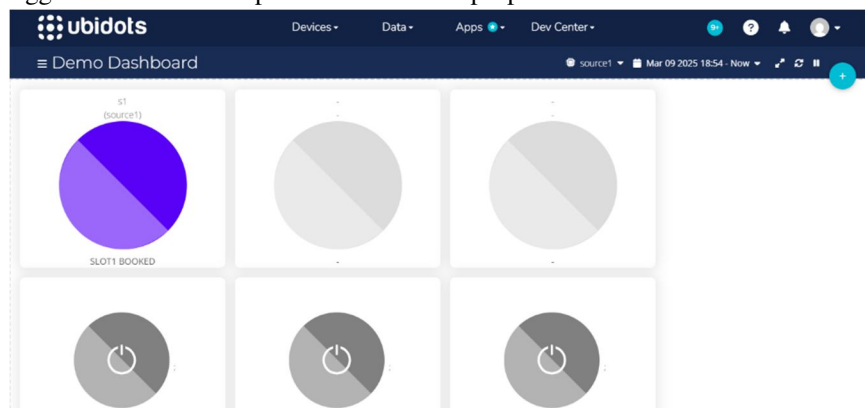 ubidots
Devices
Data
Apps
Dev Center
9+
?
≡ Demo Dashboard
source1
Mar 09 2025 18:54 - Now
+
s1
(source1)
SLOT1 BOOKED
-
-
-
-
-
-
;
;
;